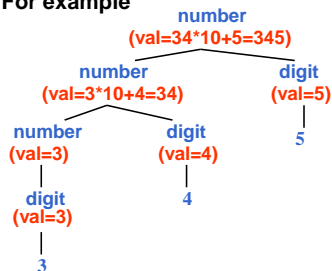 For example
number
(val=34*10+5=345)
number digit
(val=3*10+4=34) (val=5)
number digit 5
(val=3) (val=4)
digit 4
(val=3)
3